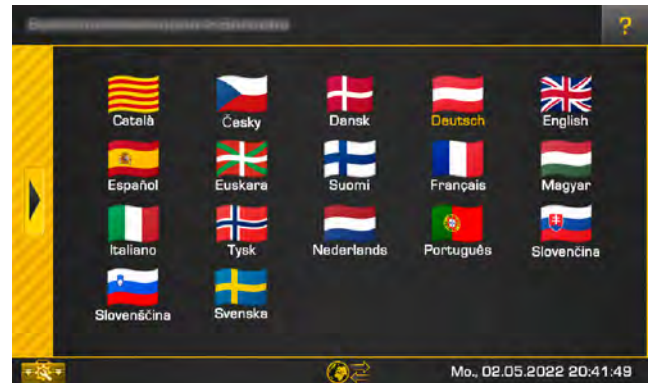 ?
Català Česky Dansk Deutsch English
Español Euskara Suomi Français Magyar
Italiano Tysk Nederlands Português Slovenčina
Slovenščina Svenska
Mo., 02.05.2022 20:41:49